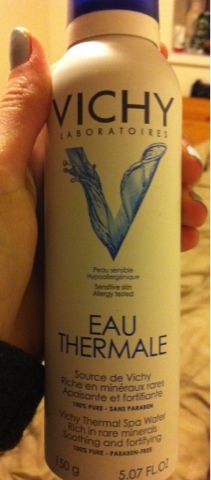 VICHY
LABORATOIRES
Peau sensible
Hypoallergénique
Sensitive skin
Allergy tested
EAU
THERMALE
Source de Vichy
Riche en minéraux rares
Apaisante et fortifiante
100% PURE - SANS PARABEN
Vichy Thermal Spa Water
Rich in rare minerals
Soothing and fortifying
100% PURE - PARABEN-FREE
150 g 5.07 FL.OZ